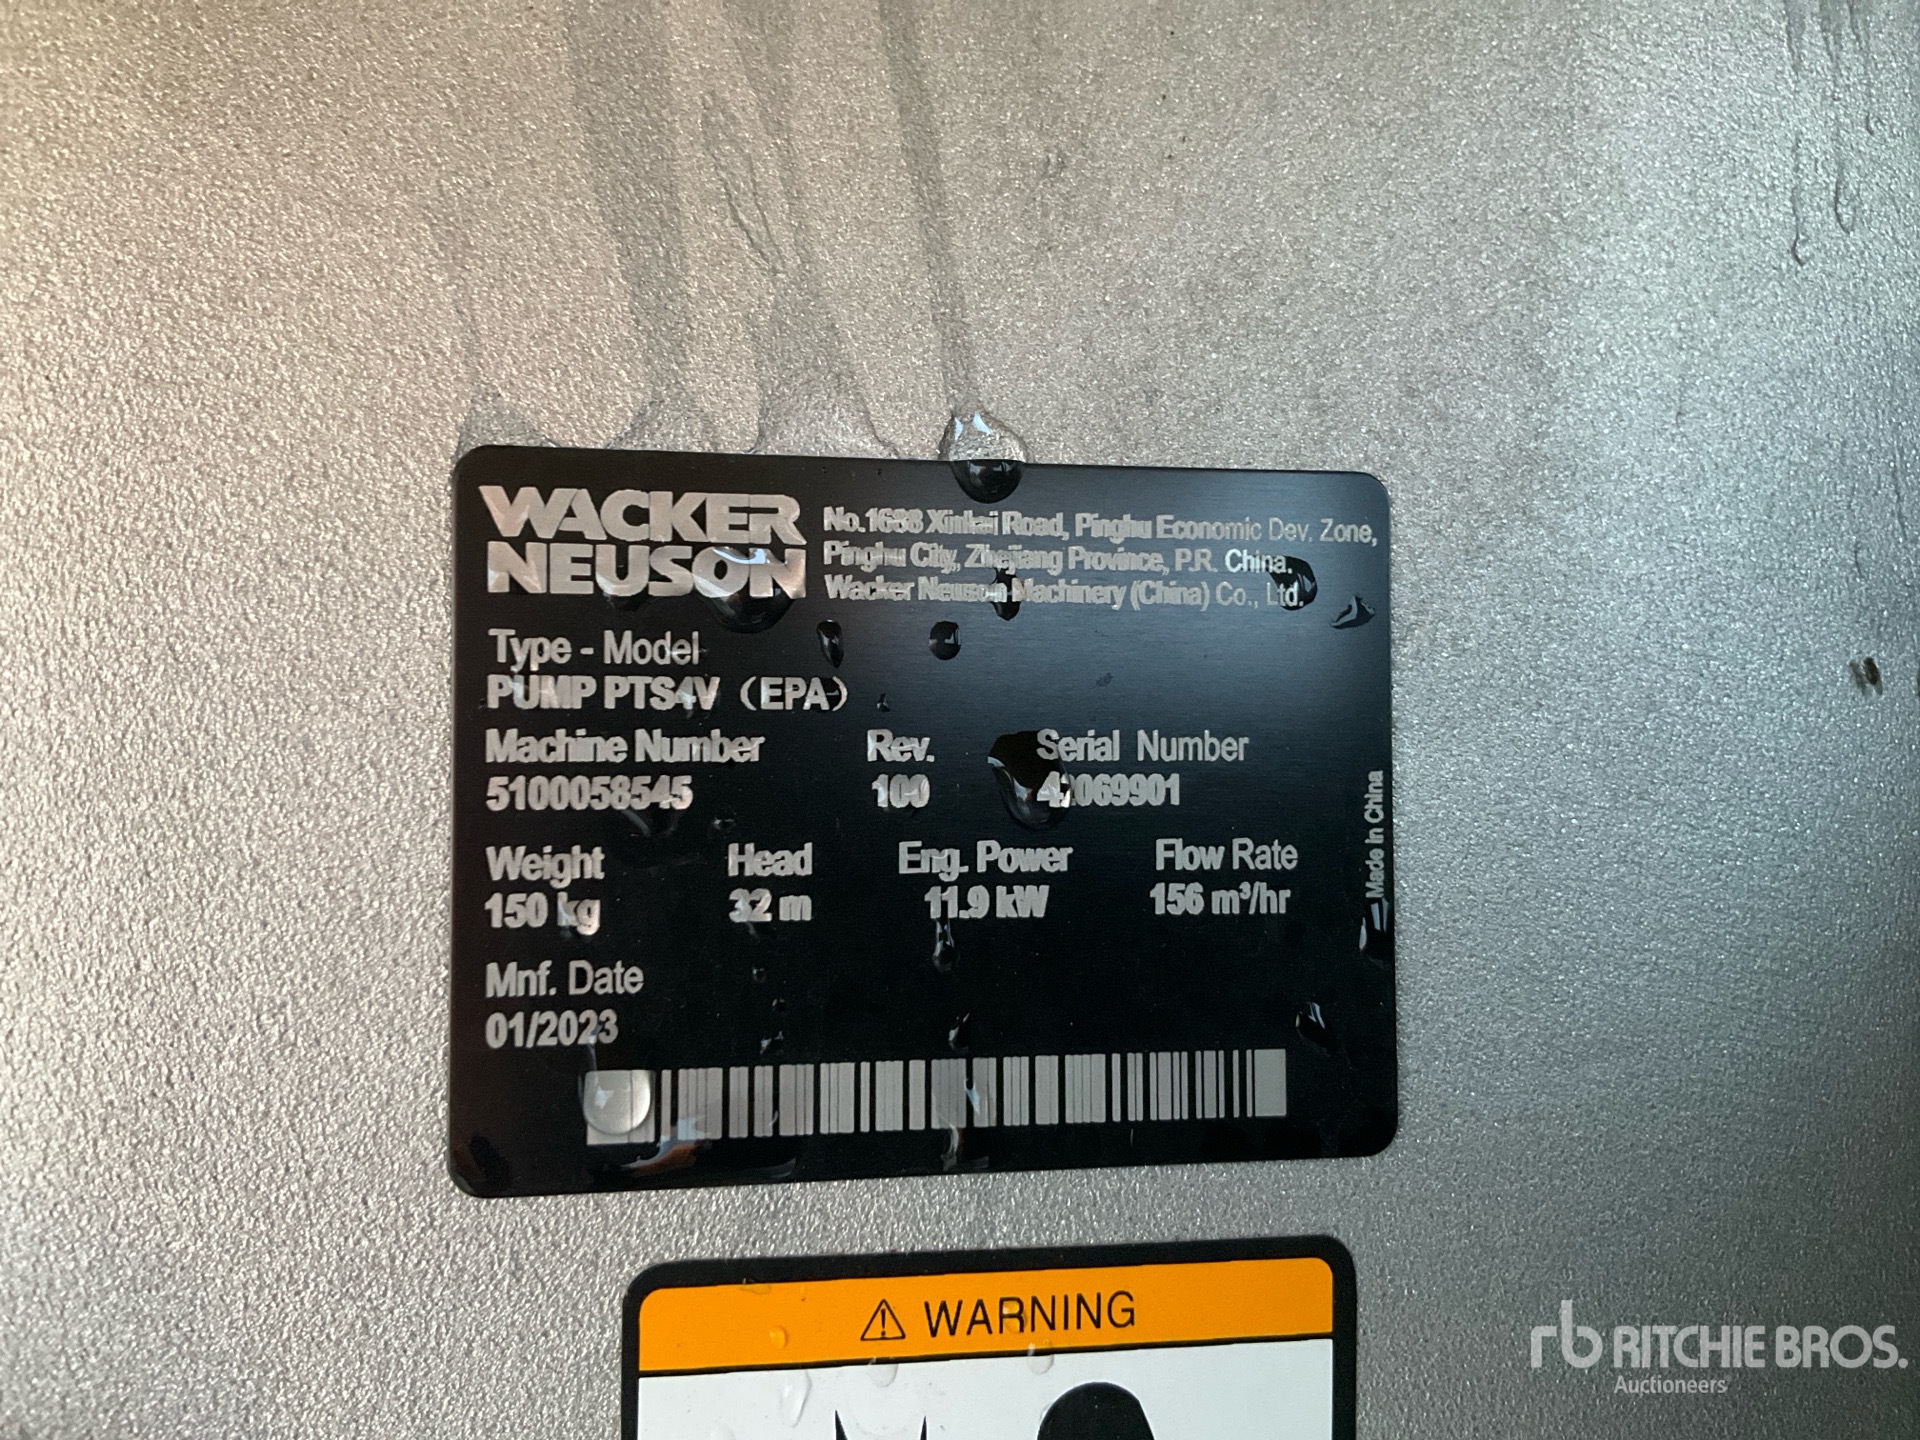 WACKER
NEUSON
No.1688 Xinkai Road, Pinghu Economic Dev. Zone,
Pinghu City, Zhejiang Province, P.R. China.
Wacker Neuson Machinery (China) Co., Ltd.
Type - Model
PUMP PTS4V (EPA)
Machine Number Rev. Serial Number
5100058545 100
Weight Head Eng. Power Flow Rate
150 kg 32 m 11.9 kW 156 m³/hr
Mnf. Date
01/2023
Made in China
⚠ WARNING
rb RITCHIE BROS.
Auctioneers